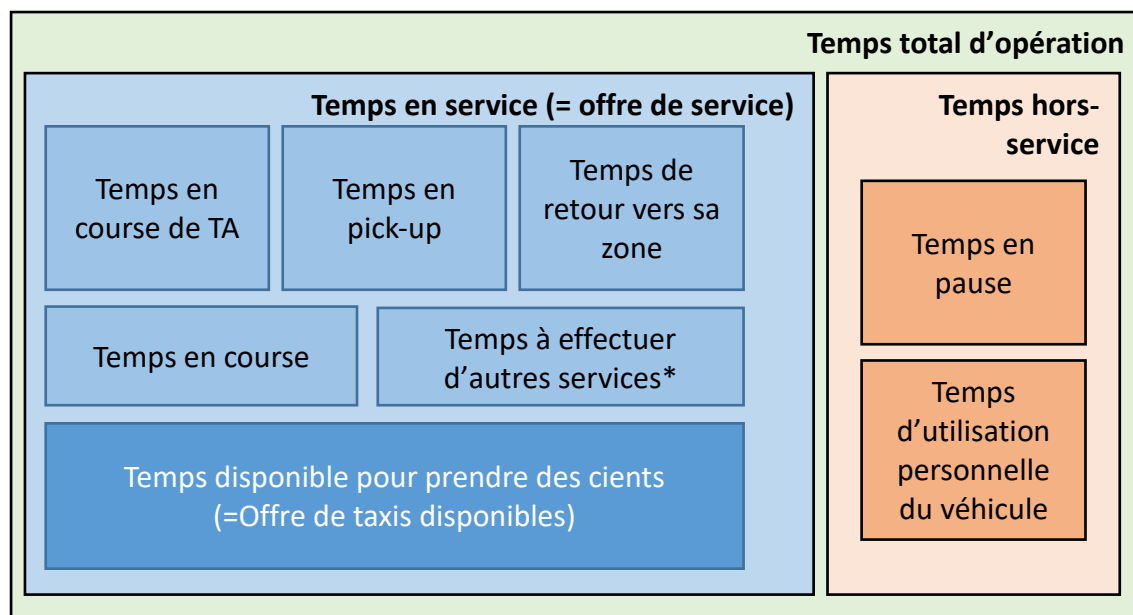 Temps total d’opération
Temps en service (= offre de service)
Temps en
course de TA
Temps en
pick-up
Temps de
retour vers sa
zone
Temps en course
Temps à effectuer
d’autres services*
Temps disponible pour prendre des cients
(=Offre de taxis disponibles)
Temps hors-
service
Temps en
pause
Temps
d’utilisation
personnelle
du véhicule